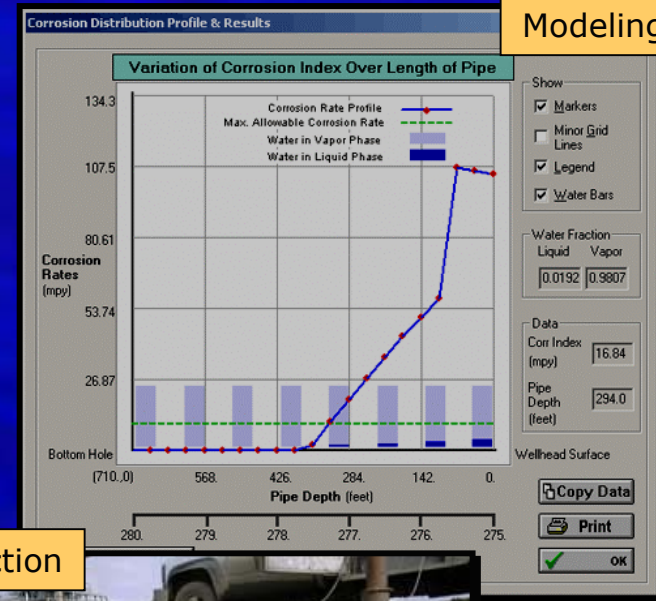 Corrosion Distribution Profile & Results
Modeling
Variation of Corrosion Index Over Length of Pipe
Corrosion Rate Profile
Max. Allowable Corrosion Rate
Water in Vapor Phase
Water in Liquid Phase
134.3
107.5
80.61
53.74
26.87
Corrosion
Rates
(mpy)
Bottom Hole
Wellhead Surface
(710..0) 568. 426. 284. 142. 0.
Pipe Depth (feet)
280. 279. 278. 277. 276. 275.
Show
Markers
Minor Grid
Lines
Legend
Water Bars
Water Fraction
Liquid Vapor
0.0192 0.9807
Data
Corr Index
(mpy)
16.84
Pipe
Depth
(feet)
294.0
Copy Data
Print
OK
ction